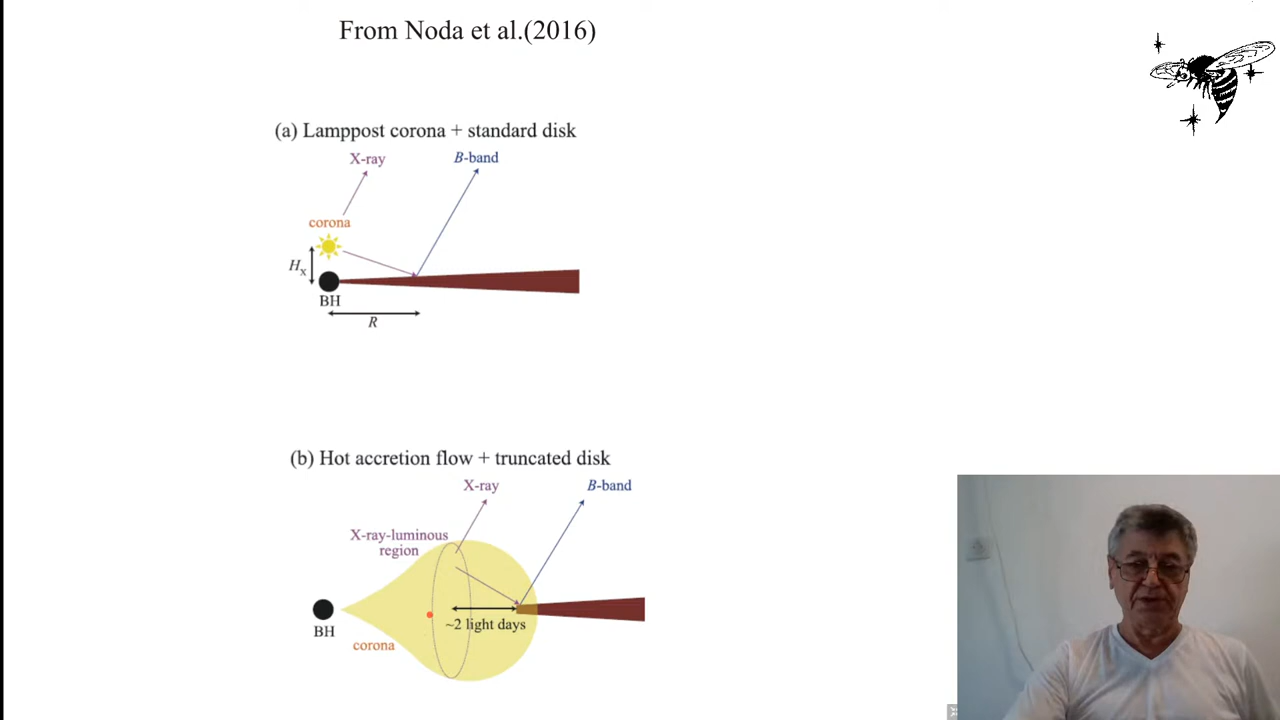 From Noda et al.(2016)
(a) Lamppost corona + standard disk
X-ray
B-band
corona
Hx
BH
R
(b) Hot accretion flow + truncated disk
X-ray
B-band
X-ray-luminous
region
~2 light days
BH
corona